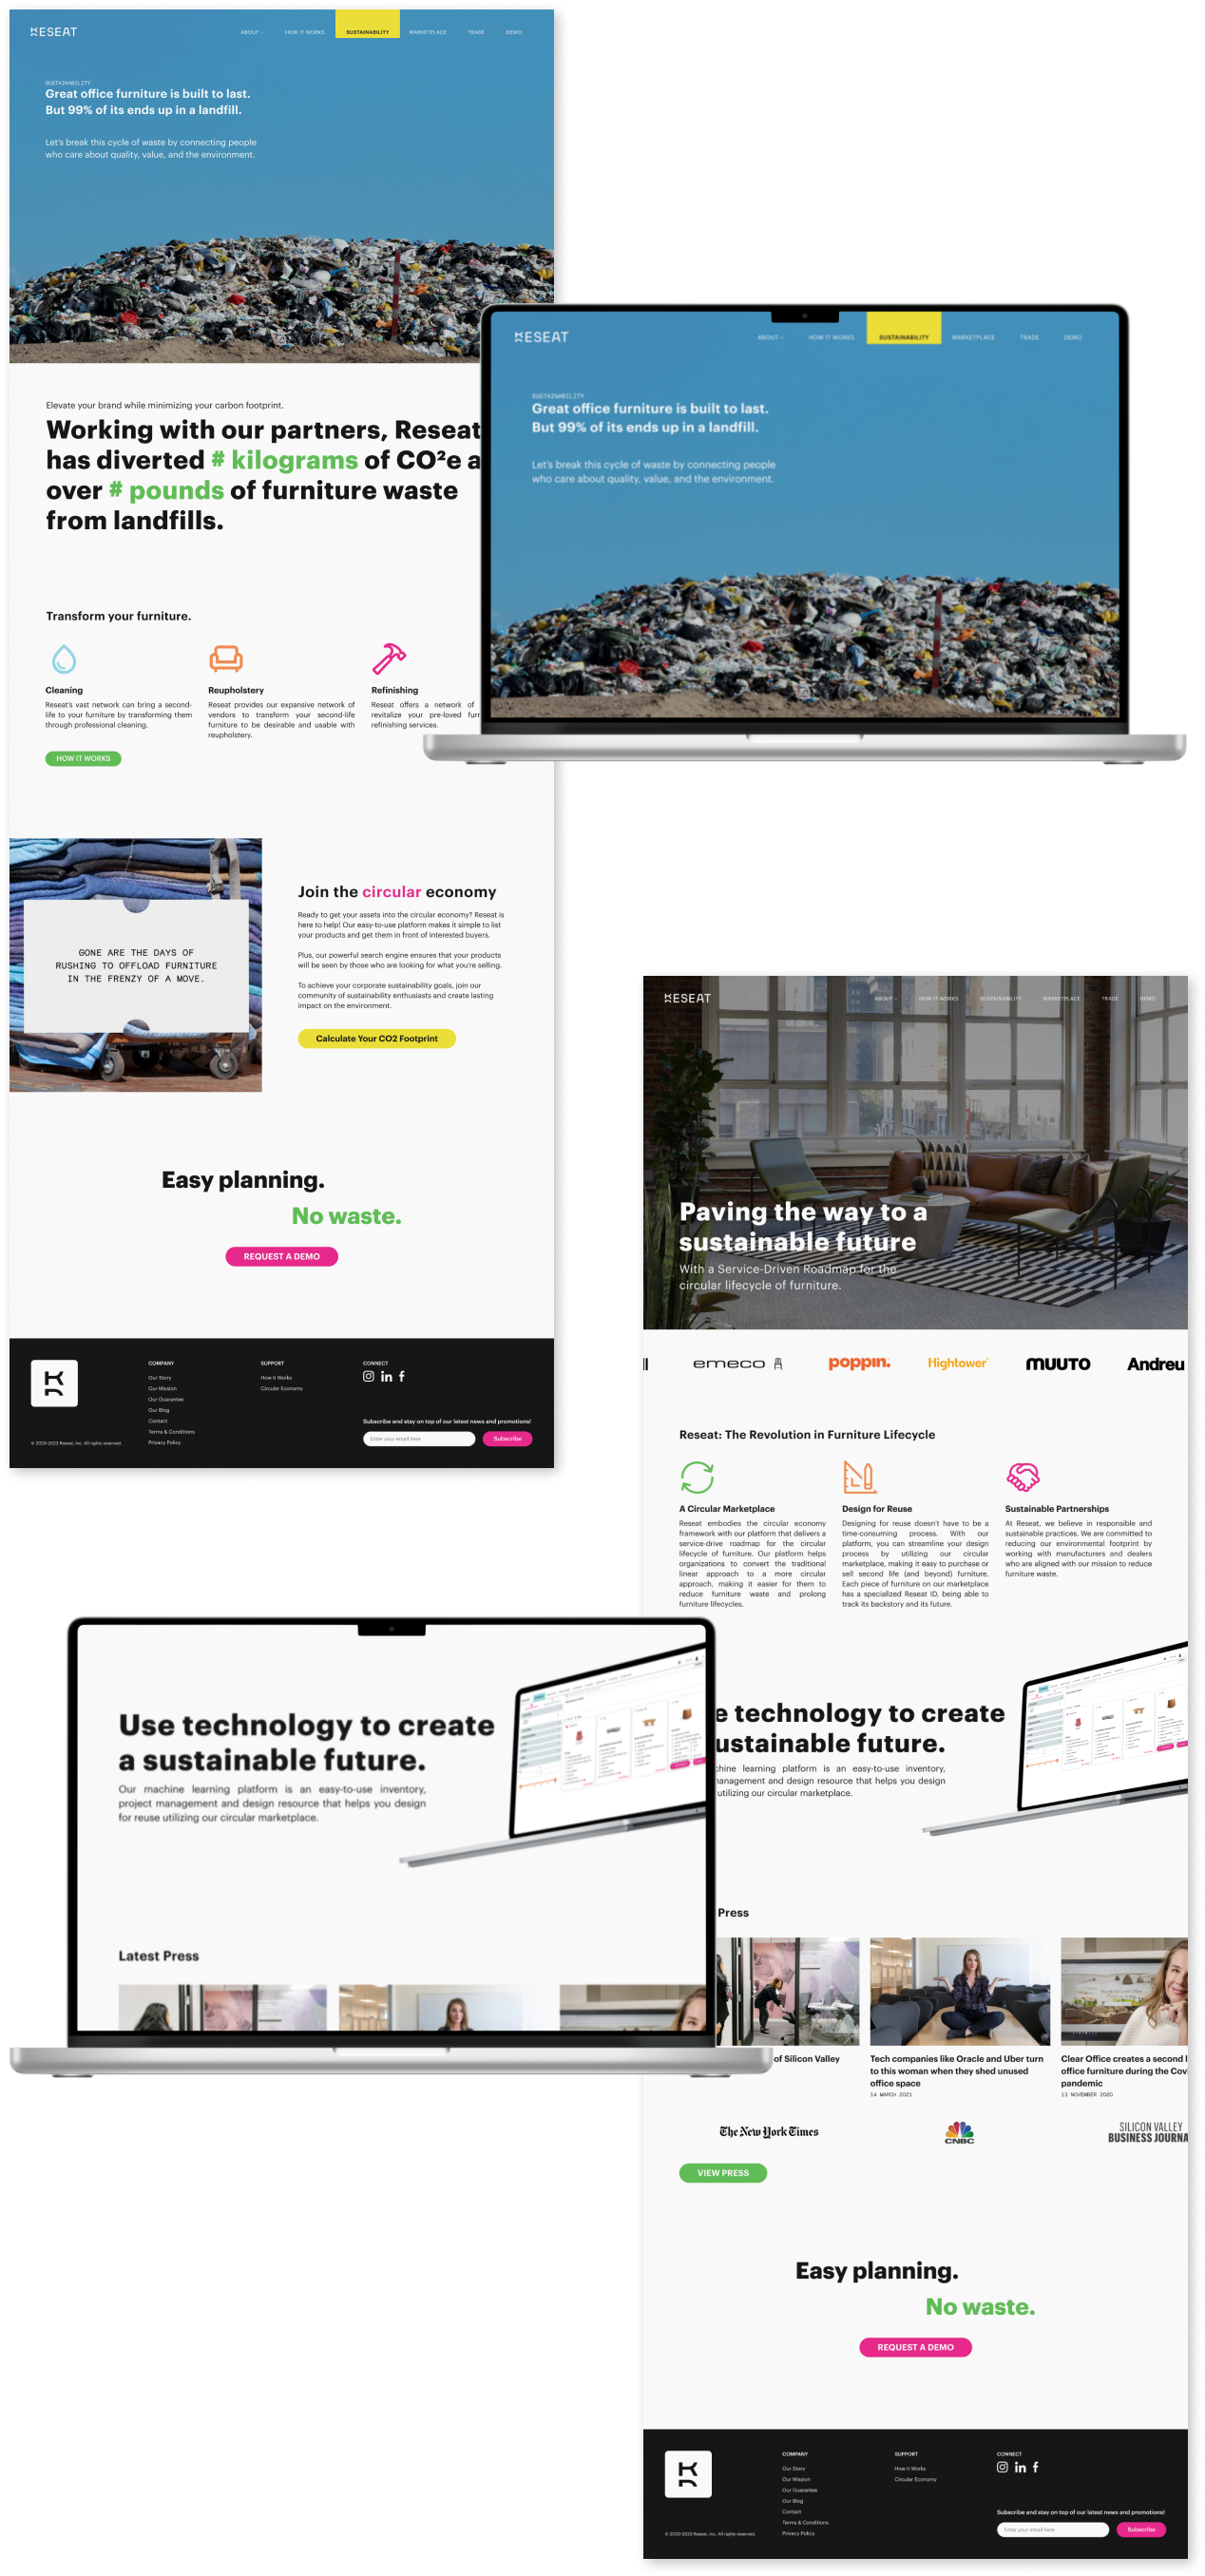 RESEAT
ABOUT
HOW IT WORKS
SUSTAINABILITY
MARKETPLACE
TRADE
DEMO
SUSTAINABILITY
Great office furniture is built to last.
But 99% of its ends up in a landfill.
Let's break this cycle of waste by connecting people
who care about quality, value, and the environment.
Elevate your brand while minimizing your carbon footprint.
Working with our partners, Reseat
has diverted # kilograms of CO²e a
over # pounds of furniture waste
from landfills.
Transform your furniture.
Cleaning
Reseat's vast network can bring a second-
life to your furniture by transforming them
through professional cleaning.
Reupholstery
Reseat provides our expansive network of
vendors to transform your second-life
furniture to be desirable and usable with
reupholstery.
Refinishing
Reseat offers a network of
revitalize your pre-loved furr
refinishing services.
HOW IT WORKS
GONE ARE THE DAYS OF
RUSHING TO OFFLOAD FURNITURE
IN THE FRENZY OF A MOVE.
Join the circular economy
Ready to get your assets into the circular economy? Reseat is
here to help! Our easy-to-use platform makes it simple to list
your products and get them in front of interested buyers.
Plus, our powerful search engine ensures that your products
will be seen by those who are looking for what you're selling.
To achieve your corporate sustainability goals, join our
community of sustainability enthusiasts and create lasting
impact on the environment.
Calculate Your CO2 Footprint
Easy planning.
No waste.
REQUEST A DEMO
COMPANY
Our Story
Our Mission
Our Guarantee
Our Blog
Contact
Terms & Conditions
Privacy Policy
SUPPORT
How it Works
Circular Economy
CONNECT
Subscribe and stay on top of our latest news and promotions!
Enter your email here
Subscribe
© 2020-2023 Reseat, Inc. All rights reserved.
RESEAT
ABOUT
HOW IT WORKS
SUSTAINABILITY
MARKETPLACE
TRADE
DEMO
SUSTAINABILITY
Great office furniture is built to last.
But 99% of its ends up in a landfill.
Let's break this cycle of waste by connecting people
who care about quality, value, and the environment.
RESEAT
ABOUT
HOW IT WORKS
SUSTAINABILITY
MARKETPLACE
TRADE
DEMO
Paving the way to a
sustainable future
With a Service-Driven Roadmap for the
circular lifecycle of furniture.
emeco
poppin.
Hightower
MUUTO
Andreu
Reseat: The Revolution in Furniture Lifecycle
A Circular Marketplace
Reseat embodies the circular economy
framework with our platform that delivers a
service-drive roadmap for the circular
lifecycle of furniture. Our platform helps
organizations to convert the traditional
linear approach to a more circular
approach, making it easier for them to
reduce furniture waste and prolong
furniture lifecycles.
Design for Reuse
Designing for reuse doesn't have to be a
time-consuming process. With our
platform, you can streamline your design
process by utilizing our circular
marketplace, making it easy to purchase or
sell second life (and beyond) furniture.
Each piece of furniture on our marketplace
has a specialized Reseat ID, being able to
track its backstory and its future.
Sustainable Partnerships
At Reseat, we believe in responsible and
sustainable practices. We are committed to
reducing our environmental footprint by
working with manufacturers and dealers
who are aligned with our mission to reduce
furniture waste.
e technology to create
ustainable future.
chine learning platform is an easy-to-use inventory,
nanagement and design resource that helps you design
utilizing our circular marketplace.
Press
of Silicon Valley
Tech companies like Oracle and Uber turn
to this woman when they shed unused
office space
14 MARCH 2021
Clear Office creates a second l
office furniture during the Cov
pandemic
13 NOVEMBER 2020
The New York Times
CNBC
SILICON VALLEY
BUSINESS JOURNA
VIEW PRESS
Easy planning.
No waste.
REQUEST A DEMO
COMPANY
Our Story
Our Mission
Our Guarantee
Our Blog
Contact
Terms & Conditions
Privacy Policy
SUPPORT
How it Works
Circular Economy
CONNECT
Subscribe and stay on top of our latest news and promotions!
Enter your email here
Subscribe
© 2020-2023 Reseat, Inc. All rights reserved.
Use technology to create
a sustainable future.
Our machine learning platform is an easy-to-use inventory,
project management and design resource that helps you design
for reuse utilizing our circular marketplace.
Latest Press